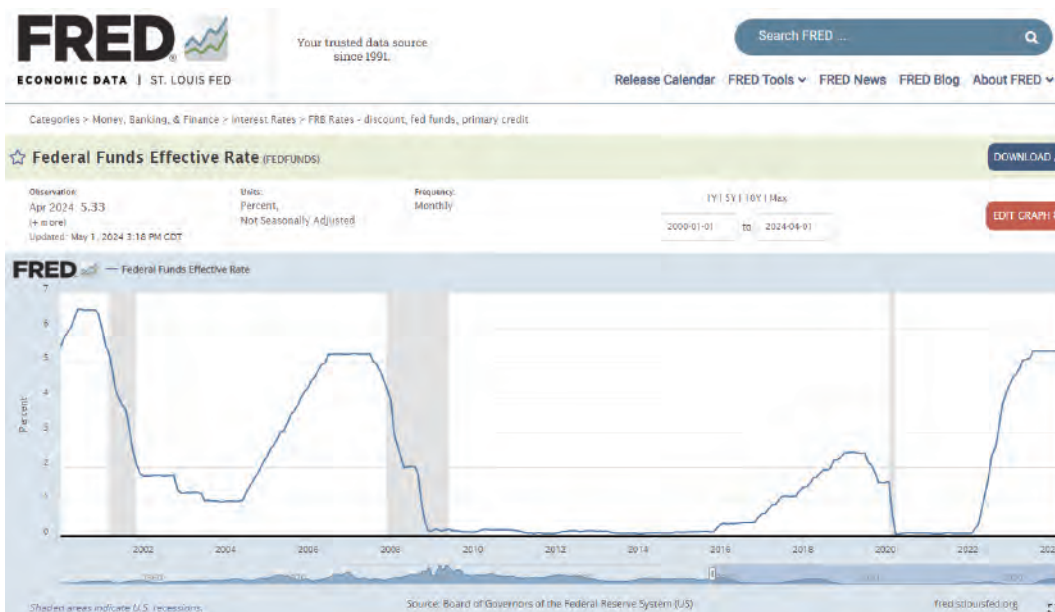 FRED
Your trusted data source
since 1991.
ECONOMIC DATA | ST. LOUIS FED
Search FRED ...
Release Calendar FRED Tools FRED News FRED Blog About FRED
Categories > Money, Banking, & Finance > Interest Rates > FRB Rates - discount, fed funds, primary credit
Federal Funds Effective Rate (FEDFUNDS)
DOWNLOAD
Observation:
Apr 2024 5.33
(+ more)
Updated: May 1, 2024 3:18 PM CDT
Units:
Percent,
Not Seasonally Adjusted
Frequency:
Monthly
1Y | 5Y | 10Y | Max
2000-01-01 to 2024-04-01
EDIT GRAPH
FRED — Federal Funds Effective Rate
7
6
5
4
3
2
1
0
Percent
2002 2004 2006 2008 2010 2012 2014 2016 2018 2020 2022
Shaded areas indicate U.S. recessions.
Source: Board of Governors of the Federal Reserve System (US)
fred.stlouisfed.org